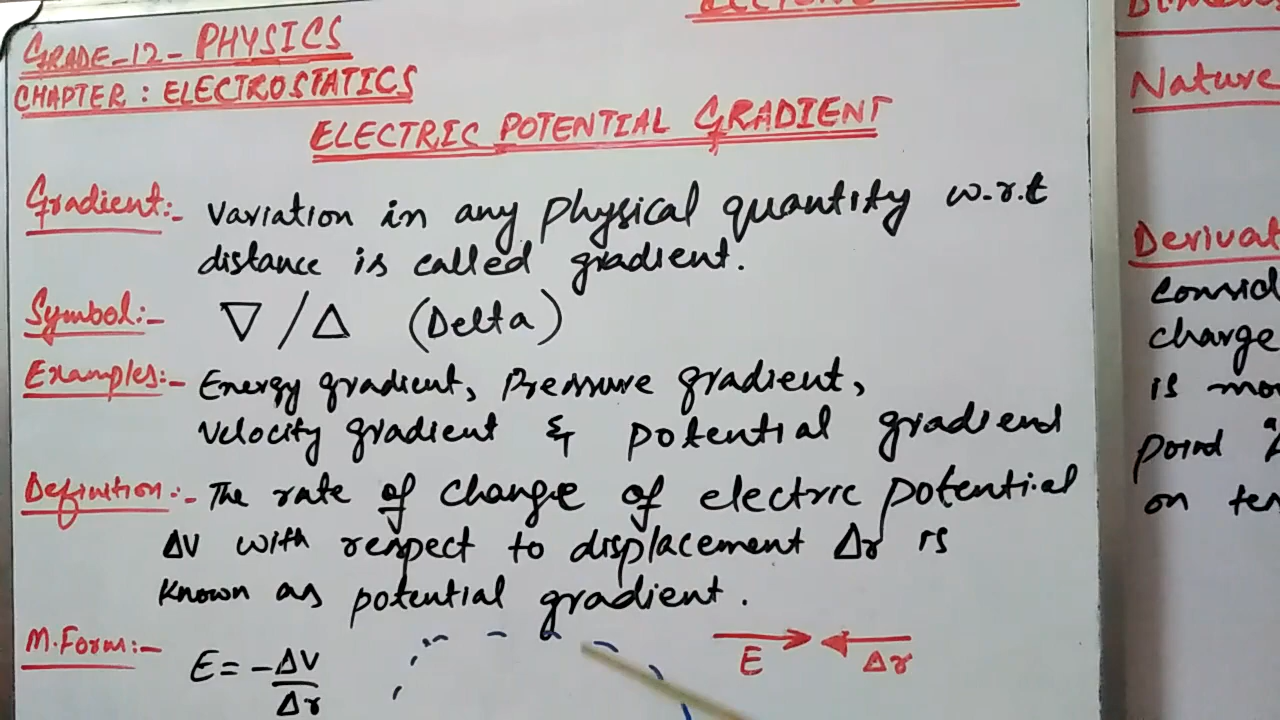 GRADE-12- PHYSICS
CHAPTER : ELECTROSTATICS
ELECTRIC POTENTIAL GRADIENT
Gradient:- Variation in any physical quantity w.r.t
distance is called gradient.
Symbol:- ∇ / Δ (Delta)
Examples:- Energy gradient, Pressure gradient,
Velocity gradient & potential gradiend
Definition:- The rate of change of electric potential
ΔV with respect to displacement Δr is
known as potential gradient.
M.Form:- E = -ΔV/Δr
E Δr
Nature
Derivat
Consid
charge
is mo
point
on ten